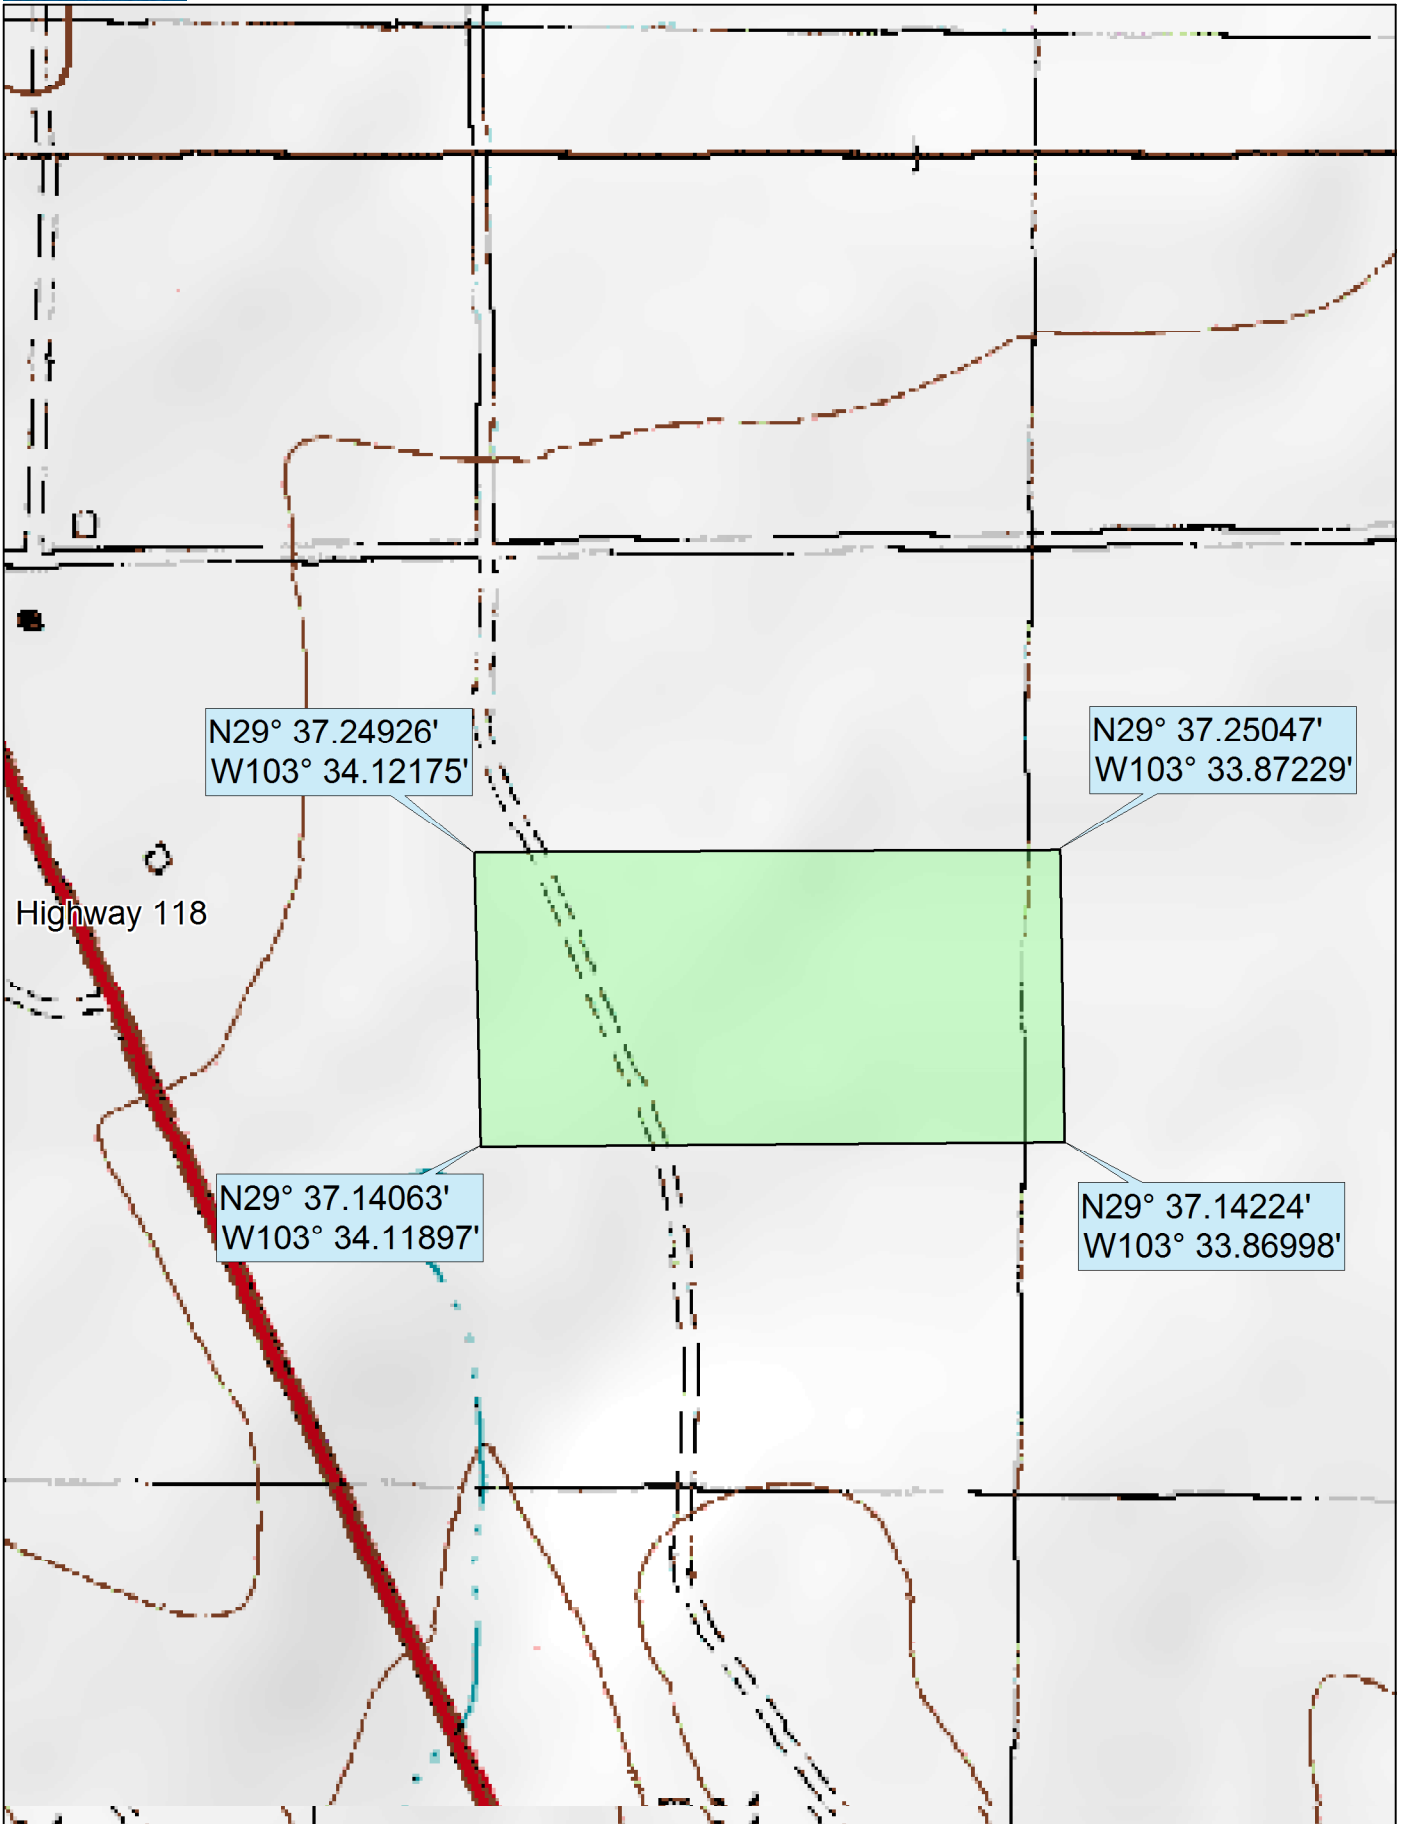 N29° 37.24926'
W103° 34.12175'
N29° 37.25047'
W103° 33.87229'
Highway 118
N29° 37.14063'
W103° 34.11897'
N29° 37.14224'
W103° 33.86998'